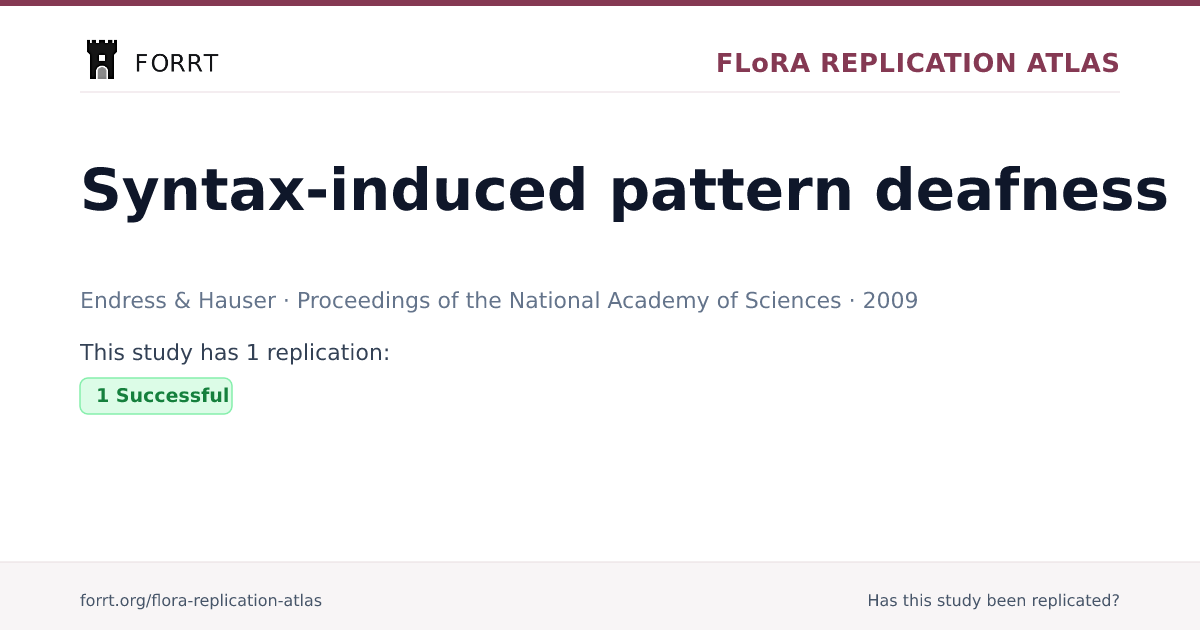 FORRT
FLoRA REPLICATION ATLAS
Syntax-induced pattern deafness
Endress & Hauser · Proceedings of the National Academy of Sciences · 2009
This study has 1 replication:
1 Successful
forrt.org/flora-replication-atlas
Has this study been replicated?